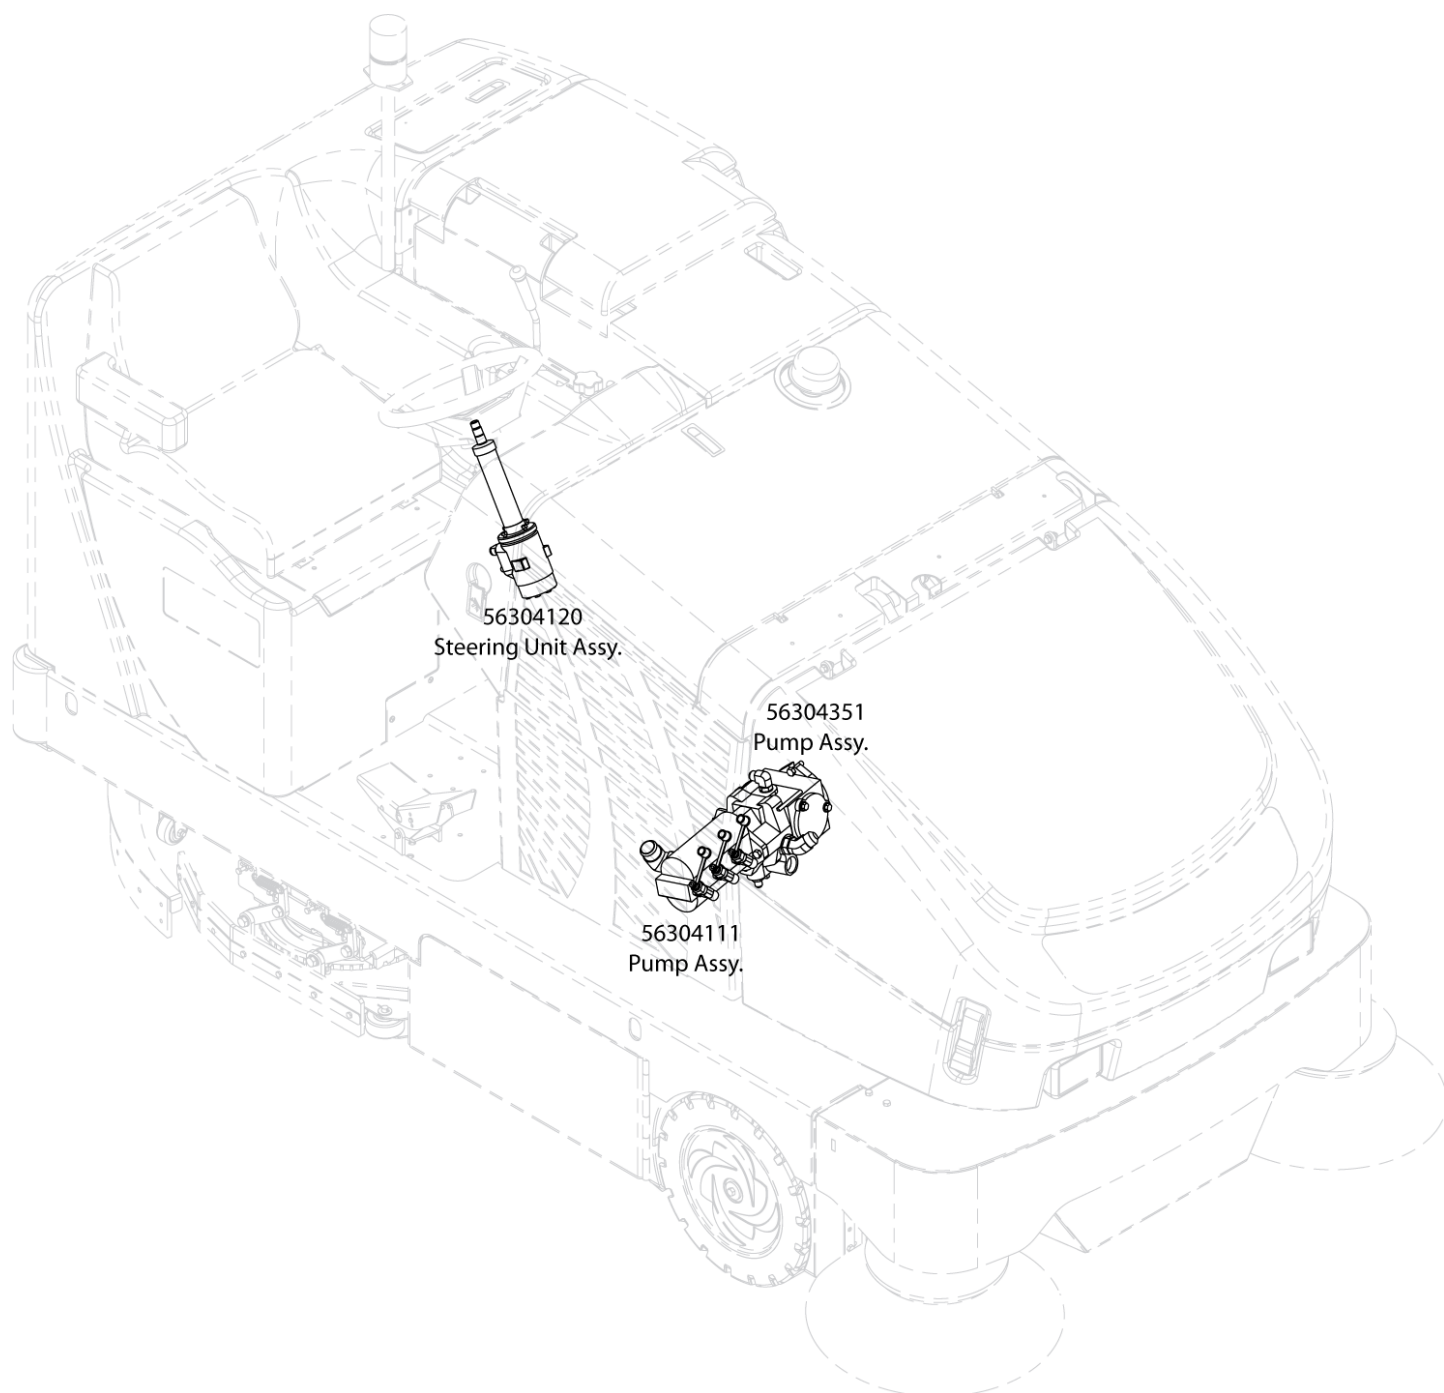 56304120
Steering Unit Assy.
56304351
Pump Assy.
56304111
Pump Assy.